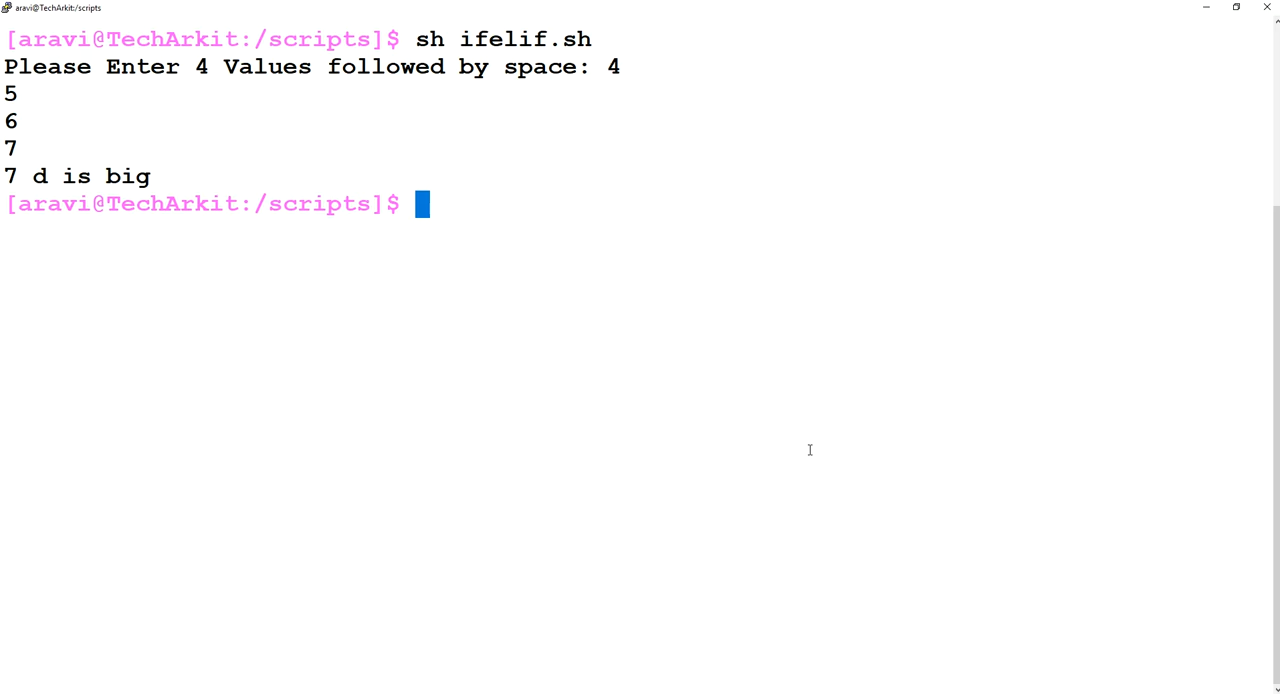 aravi@TechArkit:/scripts
[aravi@TechArkit:/scripts]$ sh ifelif.sh
Please Enter 4 Values followed by space: 4
5
6
7
7 d is big
[aravi@TechArkit:/scripts]$